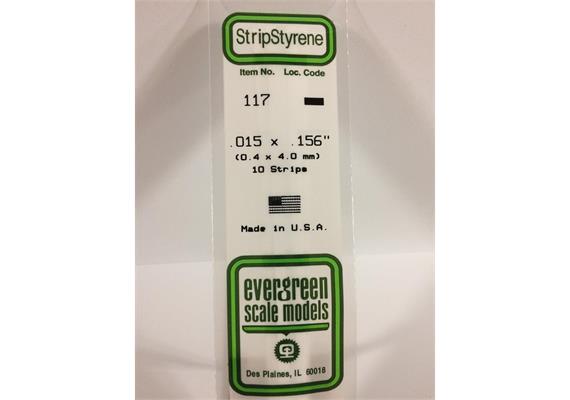 StripStyrene
Item No. Loc. Code
117
.015 x .156"
(0.4 x 4.0 mm)
10 Strips
Made in U.S.A.
evergreen
scale models
Des Plaines, IL 60018